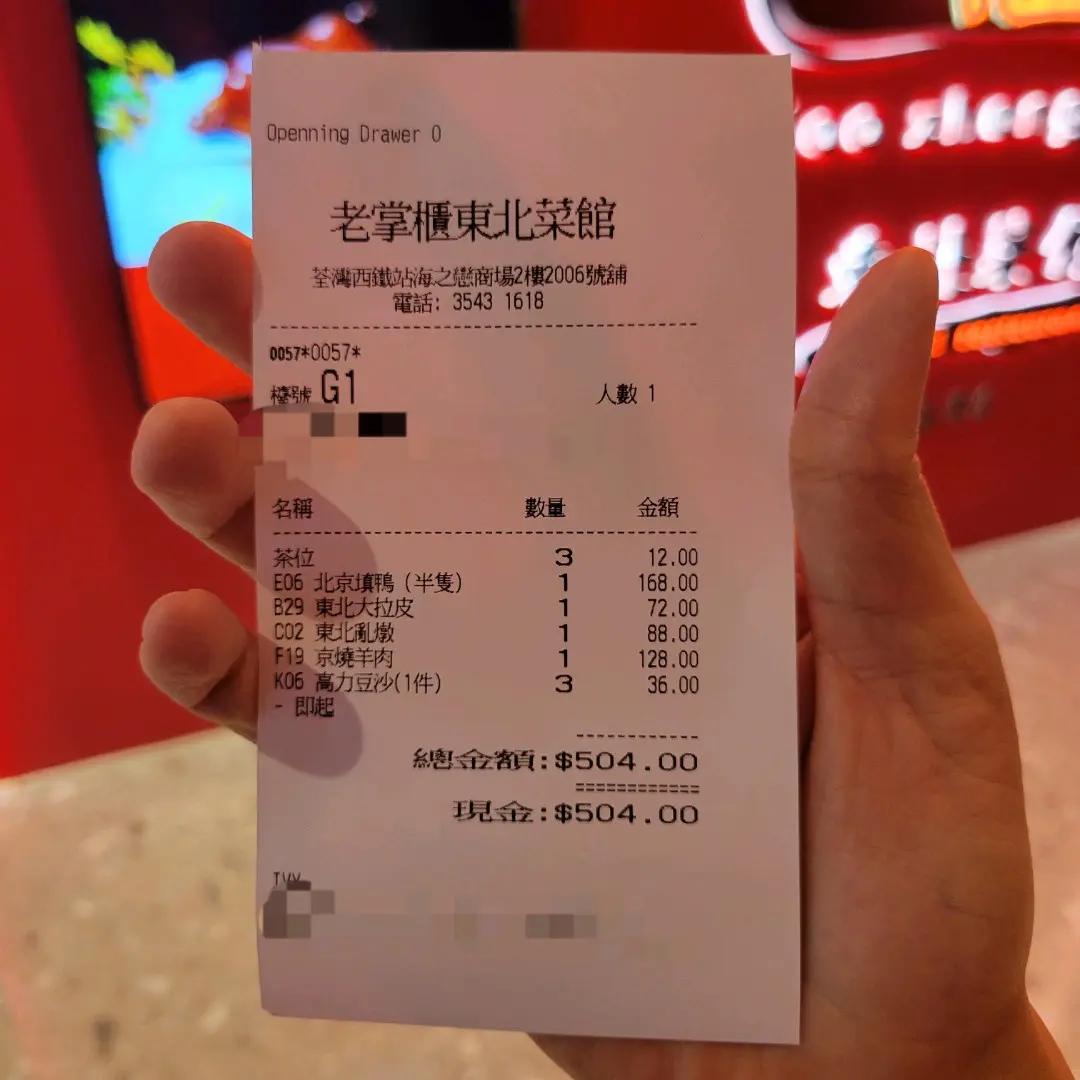 Openning Drawer 0
老掌櫃東北菜館
荃灣西鐵站海之戀商場2樓2006號舖
電話: 3543 1618
0057*0057*
檯號 G1 人數 1
名稱 數量 金額
茶位 3 12.00
E06 北京填鴨 (半隻) 1 168.00
B29 東北大拉皮 1 72.00
C02 東北亂燉 1 88.00
F19 京燒羊肉 1 128.00
K06 高力豆沙(1件) 3 36.00
- 即起
總金額:$504.00
現金:$504.00
IVY